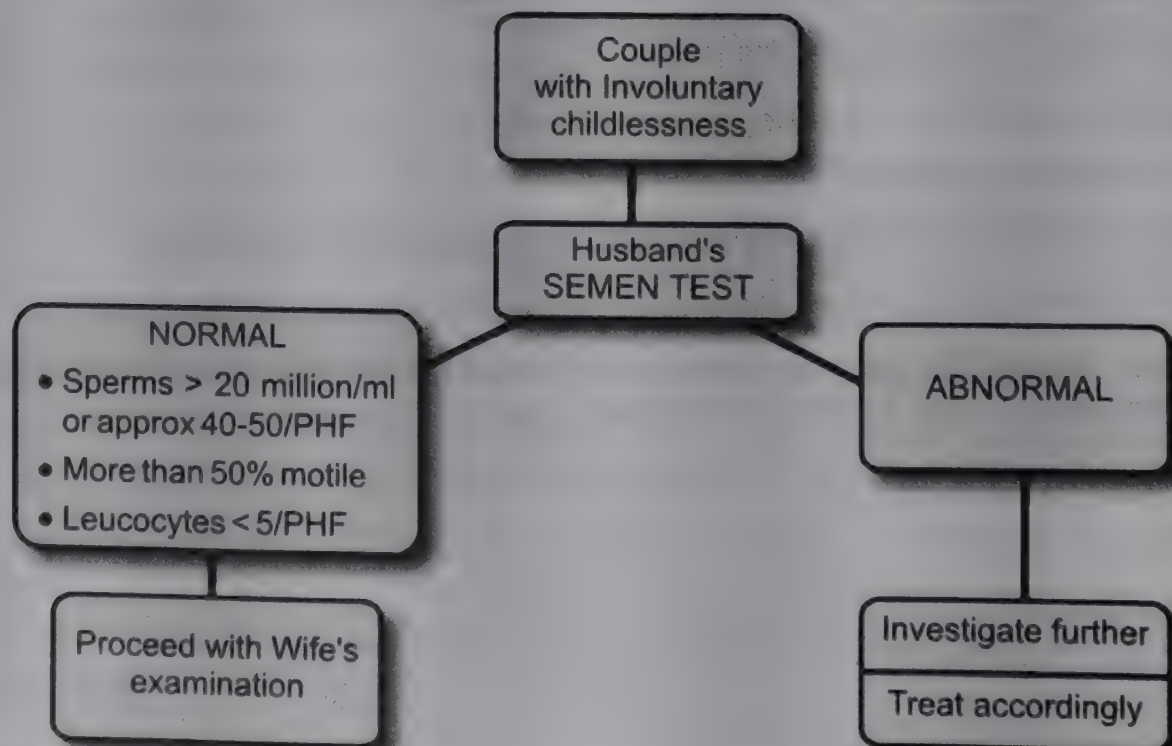 Couple
with Involuntary
childlessness
Husband's
SEMEN TEST
NORMAL
• Sperms > 20 million/ml
or approx 40-50/PHF
• More than 50% motile
• Leucocytes < 5/PHF
Proceed with Wife's
examination
ABNORMAL
Investigate further
Treat accordingly